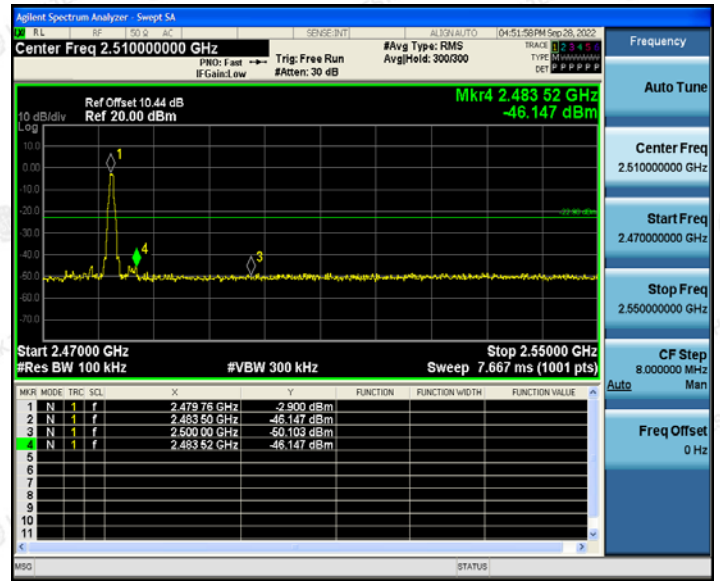 Agilent Spectrum Analyzer - Swept SA
RL RF 50 Ω AC SENSE:INT ALIGNAUTO 04:51:58PM Sep 28, 2022
Center Freq 2.510000000 GHz
PNO: Fast
IFGain:Low
Trig: Free Run
#Atten: 30 dB
#Avg Type: RMS
Avg|Hold: 300/300
TRACE 1 2 3 4 5 6
TYPE MWWWWW
DET P P P P P P
Ref Offset 10.44 dB
Ref 20.00 dBm
10 dB/div
Log
Mkr4 2.483 52 GHz
-46.147 dBm
10.0
0.00
-10.0
-20.0
-30.0
-40.0
-50.0
-60.0
-70.0
1
4
3
-22.90 dBm
Start 2.47000 GHz
Stop 2.55000 GHz
#Res BW 100 kHz
#VBW 300 kHz
Sweep 7.667 ms (1001 pts)
MKR MODE TRC SCL X Y FUNCTION FUNCTION WIDTH FUNCTION VALUE
1 N 1 f 2.479 76 GHz -2.900 dBm
2 N 1 f 2.483 50 GHz -46.147 dBm
3 N 1 f 2.500 00 GHz -50.103 dBm
4 N 1 f 2.483 52 GHz -46.147 dBm
5
6
7
8
9
10
11
MSG
STATUS
Frequency
Auto Tune
Center Freq
2.510000000 GHz
Start Freq
2.470000000 GHz
Stop Freq
2.550000000 GHz
CF Step
8.000000 MHz
Auto Man
Freq Offset
0 Hz